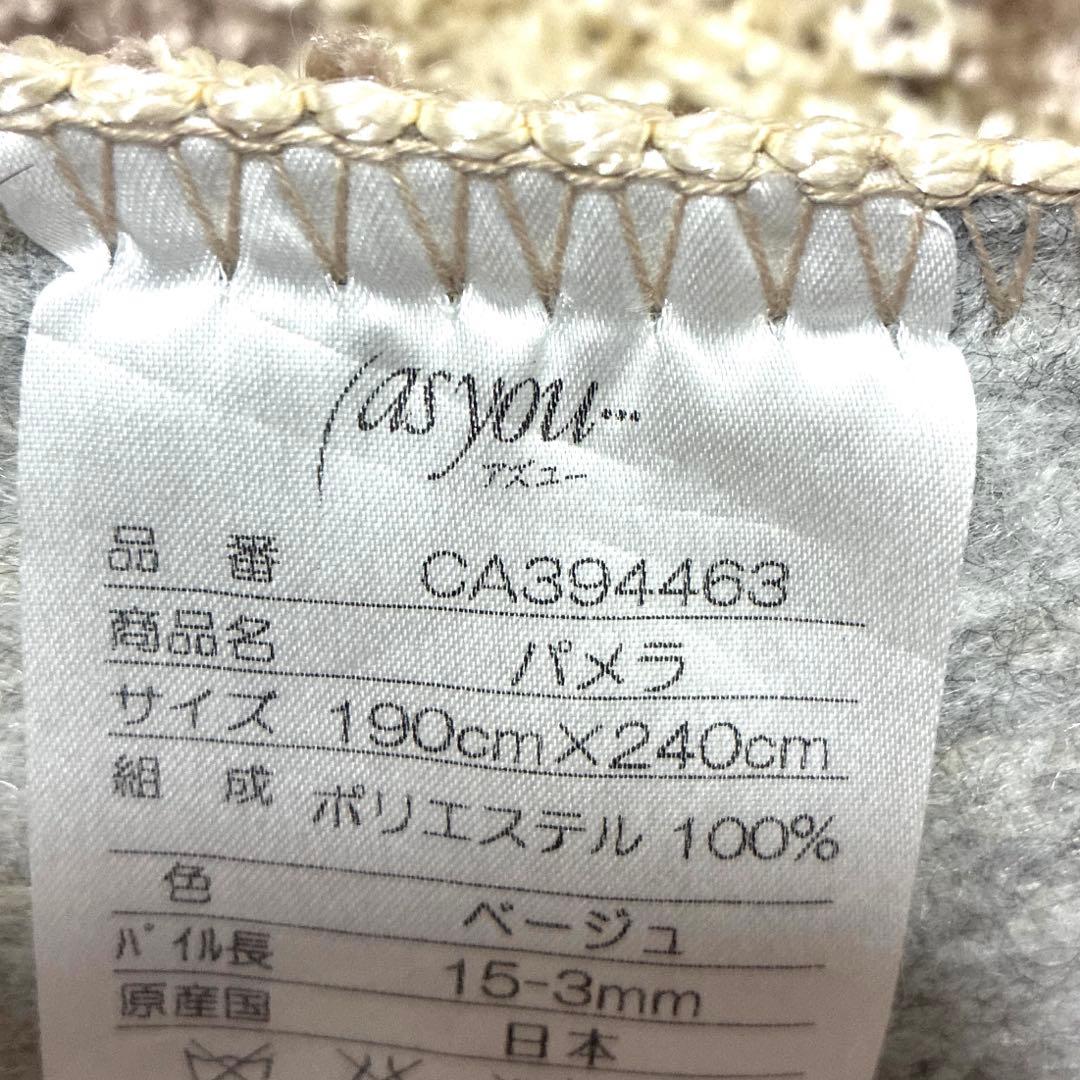 as you…
アズユー
品 番 CA394463
商品名 パメラ
サイズ 190cm×240cm
組 成 ポリエステル 100%
色 ベージュ
パイル長 15-3mm
原産国 日本